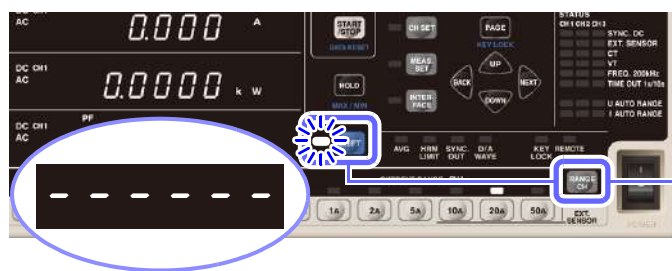 AC
0.0000 A
DC CH1
AC
0.0000 k W
DC CH1
AC
PF
- - - - - -
START
/STOP
DATA RESET
HOLD
MAX / MIN
CH SET
MEAS.
SET
INTER
FACE
PAGE
KEY LOCK
UP
BACK
NEXT
DOWN
STATUS
CH1 CH2 CH3
SYNC. DC
EXT. SENSOR
CT
VT
FREQ. 200kHz
TIME OUT 1s/10s
U AUTO RANGE
I AUTO RANGE
AVG
HRM
LIMIT
SYNC.
OUT
D/A
WAVE
KEY
LOCK
REMOTE
RANGE
CH
1A
2A
5A
10A
20A
50A
EXT.
SENSOR
POWER